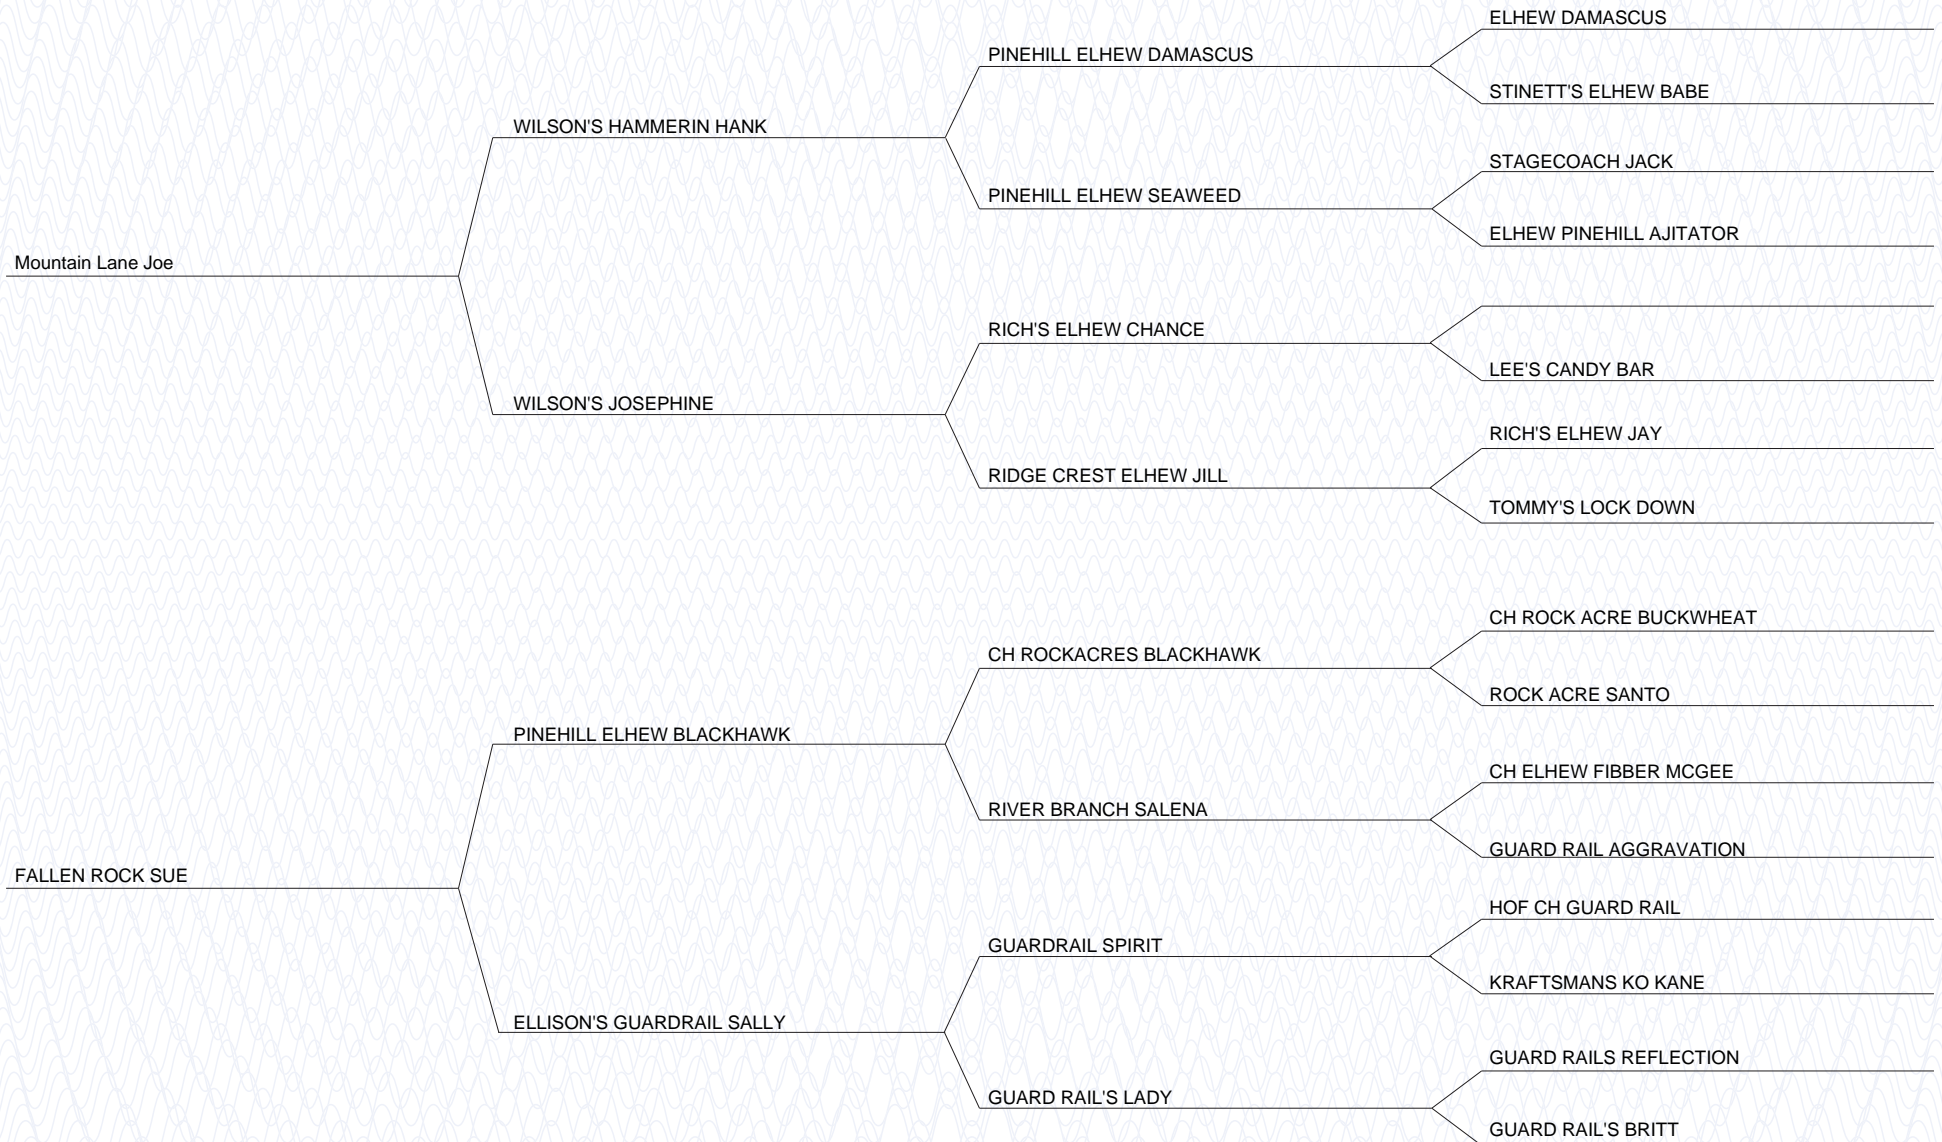 ELHEW DAMASCUS
PINEHILL ELHEW DAMASCUS
STINETT'S ELHEW BABE
WILSON'S HAMMERIN HANK
STAGECOACH JACK
PINEHILL ELHEW SEAWEED
ELHEW PINEHILL AJITATOR
Mountain Lane Joe
RICH'S ELHEW CHANCE
LEE'S CANDY BAR
WILSON'S JOSEPHINE
RICH'S ELHEW JAY
RIDGE CREST ELHEW JILL
TOMMY'S LOCK DOWN
CH ROCK ACRE BUCKWHEAT
CH ROCKACRES BLACKHAWK
ROCK ACRE SANTO
PINEHILL ELHEW BLACKHAWK
CH ELHEW FIBBER MCGEE
RIVER BRANCH SALENA
GUARD RAIL AGGRAVATION
FALLEN ROCK SUE
HOF CH GUARD RAIL
GUARDRAIL SPIRIT
KRAFTSMANS KO KANE
ELLISON'S GUARDRAIL SALLY
GUARD RAILS REFLECTION
GUARD RAIL'S LADY
GUARD RAIL'S BRITT